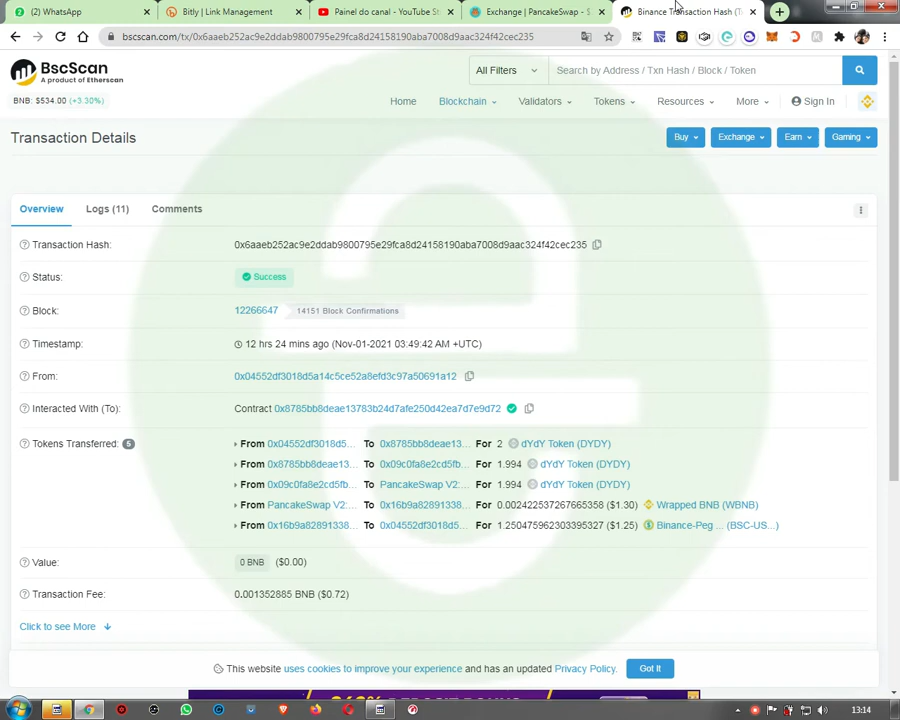 (2) WhatsApp
Bitly | Link Management
Painel do canal - YouTube St
Exchange | PancakeSwap - $
Binance Transaction Hash (T
bscscan.com/tx/0x6aaeb252ac9e2ddab9800795e29fca8d24158190aba7008d9aac324f42cec235
BscScan
A product of Etherscan
All Filters
Search by Address / Txn Hash / Block / Token
BNB: $534.00 (+3.30%)
Home
Blockchain
Validators
Tokens
Resources
More
Sign In
Transaction Details
Buy
Exchange
Earn
Gaming
Overview
Logs (11)
Comments
Transaction Hash: 0x6aaeb252ac9e2ddab9800795e29fca8d24158190aba7008d9aac324f42cec235
Status: Success
Block: 12266647 14151 Block Confirmations
Timestamp: 12 hrs 24 mins ago (Nov-01-2021 03:49:42 AM +UTC)
From: 0x04552df3018d5a14c5ce52a8efd3c97a50691a12
Interacted With (To): Contract 0x8785bb8deae13783b24d7afe250d42ea7d7e9d72
Tokens Transferred: 5 From 0x04552df3018d5... To 0x8785bb8deae13... For 2 dYdY Token (DYDY)
From 0x8785bb8deae13... To 0x09c0fa8e2cd5fb... For 1.994 dYdY Token (DYDY)
From 0x09c0fa8e2cd5fb... To PancakeSwap V2:... For 1.994 dYdY Token (DYDY)
From PancakeSwap V2:... To 0x16b9a82891338... For 0.002422537267665358 ($1.30) Wrapped BNB (WBNB)
From 0x16b9a82891338... To 0x04552df3018d5... For 1.250475962303395327 ($1.25) Binance-Peg ... (BSC-US...)
Value: 0 BNB ($0.00)
Transaction Fee: 0.001352885 BNB ($0.72)
Click to see More
This website uses cookies to improve your experience and has an updated Privacy Policy.
Got It
13:14